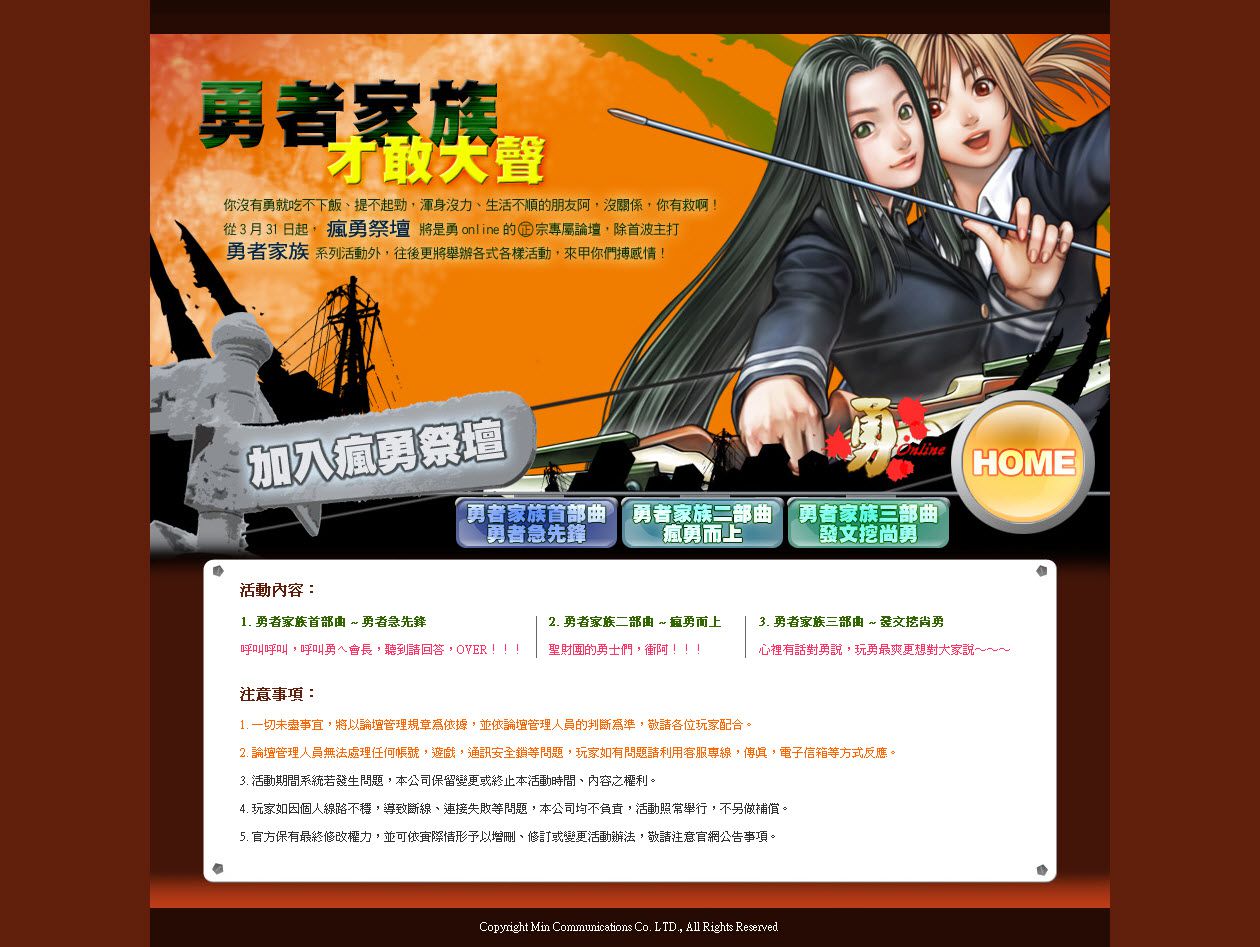 勇者家族
才敢大聲
你沒有勇就吃不下飯、提不起勁，渾身沒力、生活不順的朋友阿，沒關係，你有救啊！
從3月31日起，瘋勇祭壇 將是勇online的㊣宗專屬論壇，除首波主打
勇者家族 系列活動外，往後更將舉辦各式各樣活動，來甲你們搏感情！
加入瘋勇祭壇
勇Online
HOME
勇者家族首部曲
勇者急先鋒
勇者家族二部曲
瘋勇而上
勇者家族三部曲
發文挖尚勇
活動內容：
1. 勇者家族首部曲 ~ 勇者急先鋒
呼叫呼叫，呼叫勇ㄟ會長，聽到請回答，OVER！！！
2. 勇者家族二部曲 ~ 瘋勇而上
聖財團的勇士們，衝阿！！！
3. 勇者家族三部曲 ~ 發文挖尚勇
心裡有話對勇說，玩勇最爽更想對大家說～～～
注意事項：
1. 一切未盡事宜，將以論壇管理規章為依據，並依論壇管理人員的判斷為準，敬請各位玩家配合。
2. 論壇管理人員無法處理任何帳號，遊戲，通訊安全鎖等問題，玩家如有問題請利用客服專線，傳真，電子信箱等方式反應。
3. 活動期間系統若發生問題，本公司保留變更或終止本活動時間、內容之權利。
4. 玩家如因個人線路不穩，導致斷線、連接失敗等問題，本公司均不負責，活動照常舉行，不另做補償。
5. 官方保有最終修改權力，並可依實際情形予以增刪、修訂或變更活動辦法，敬請注意官網公告事項。
Copyright Min Communications Co. LTD., All Rights Reserved